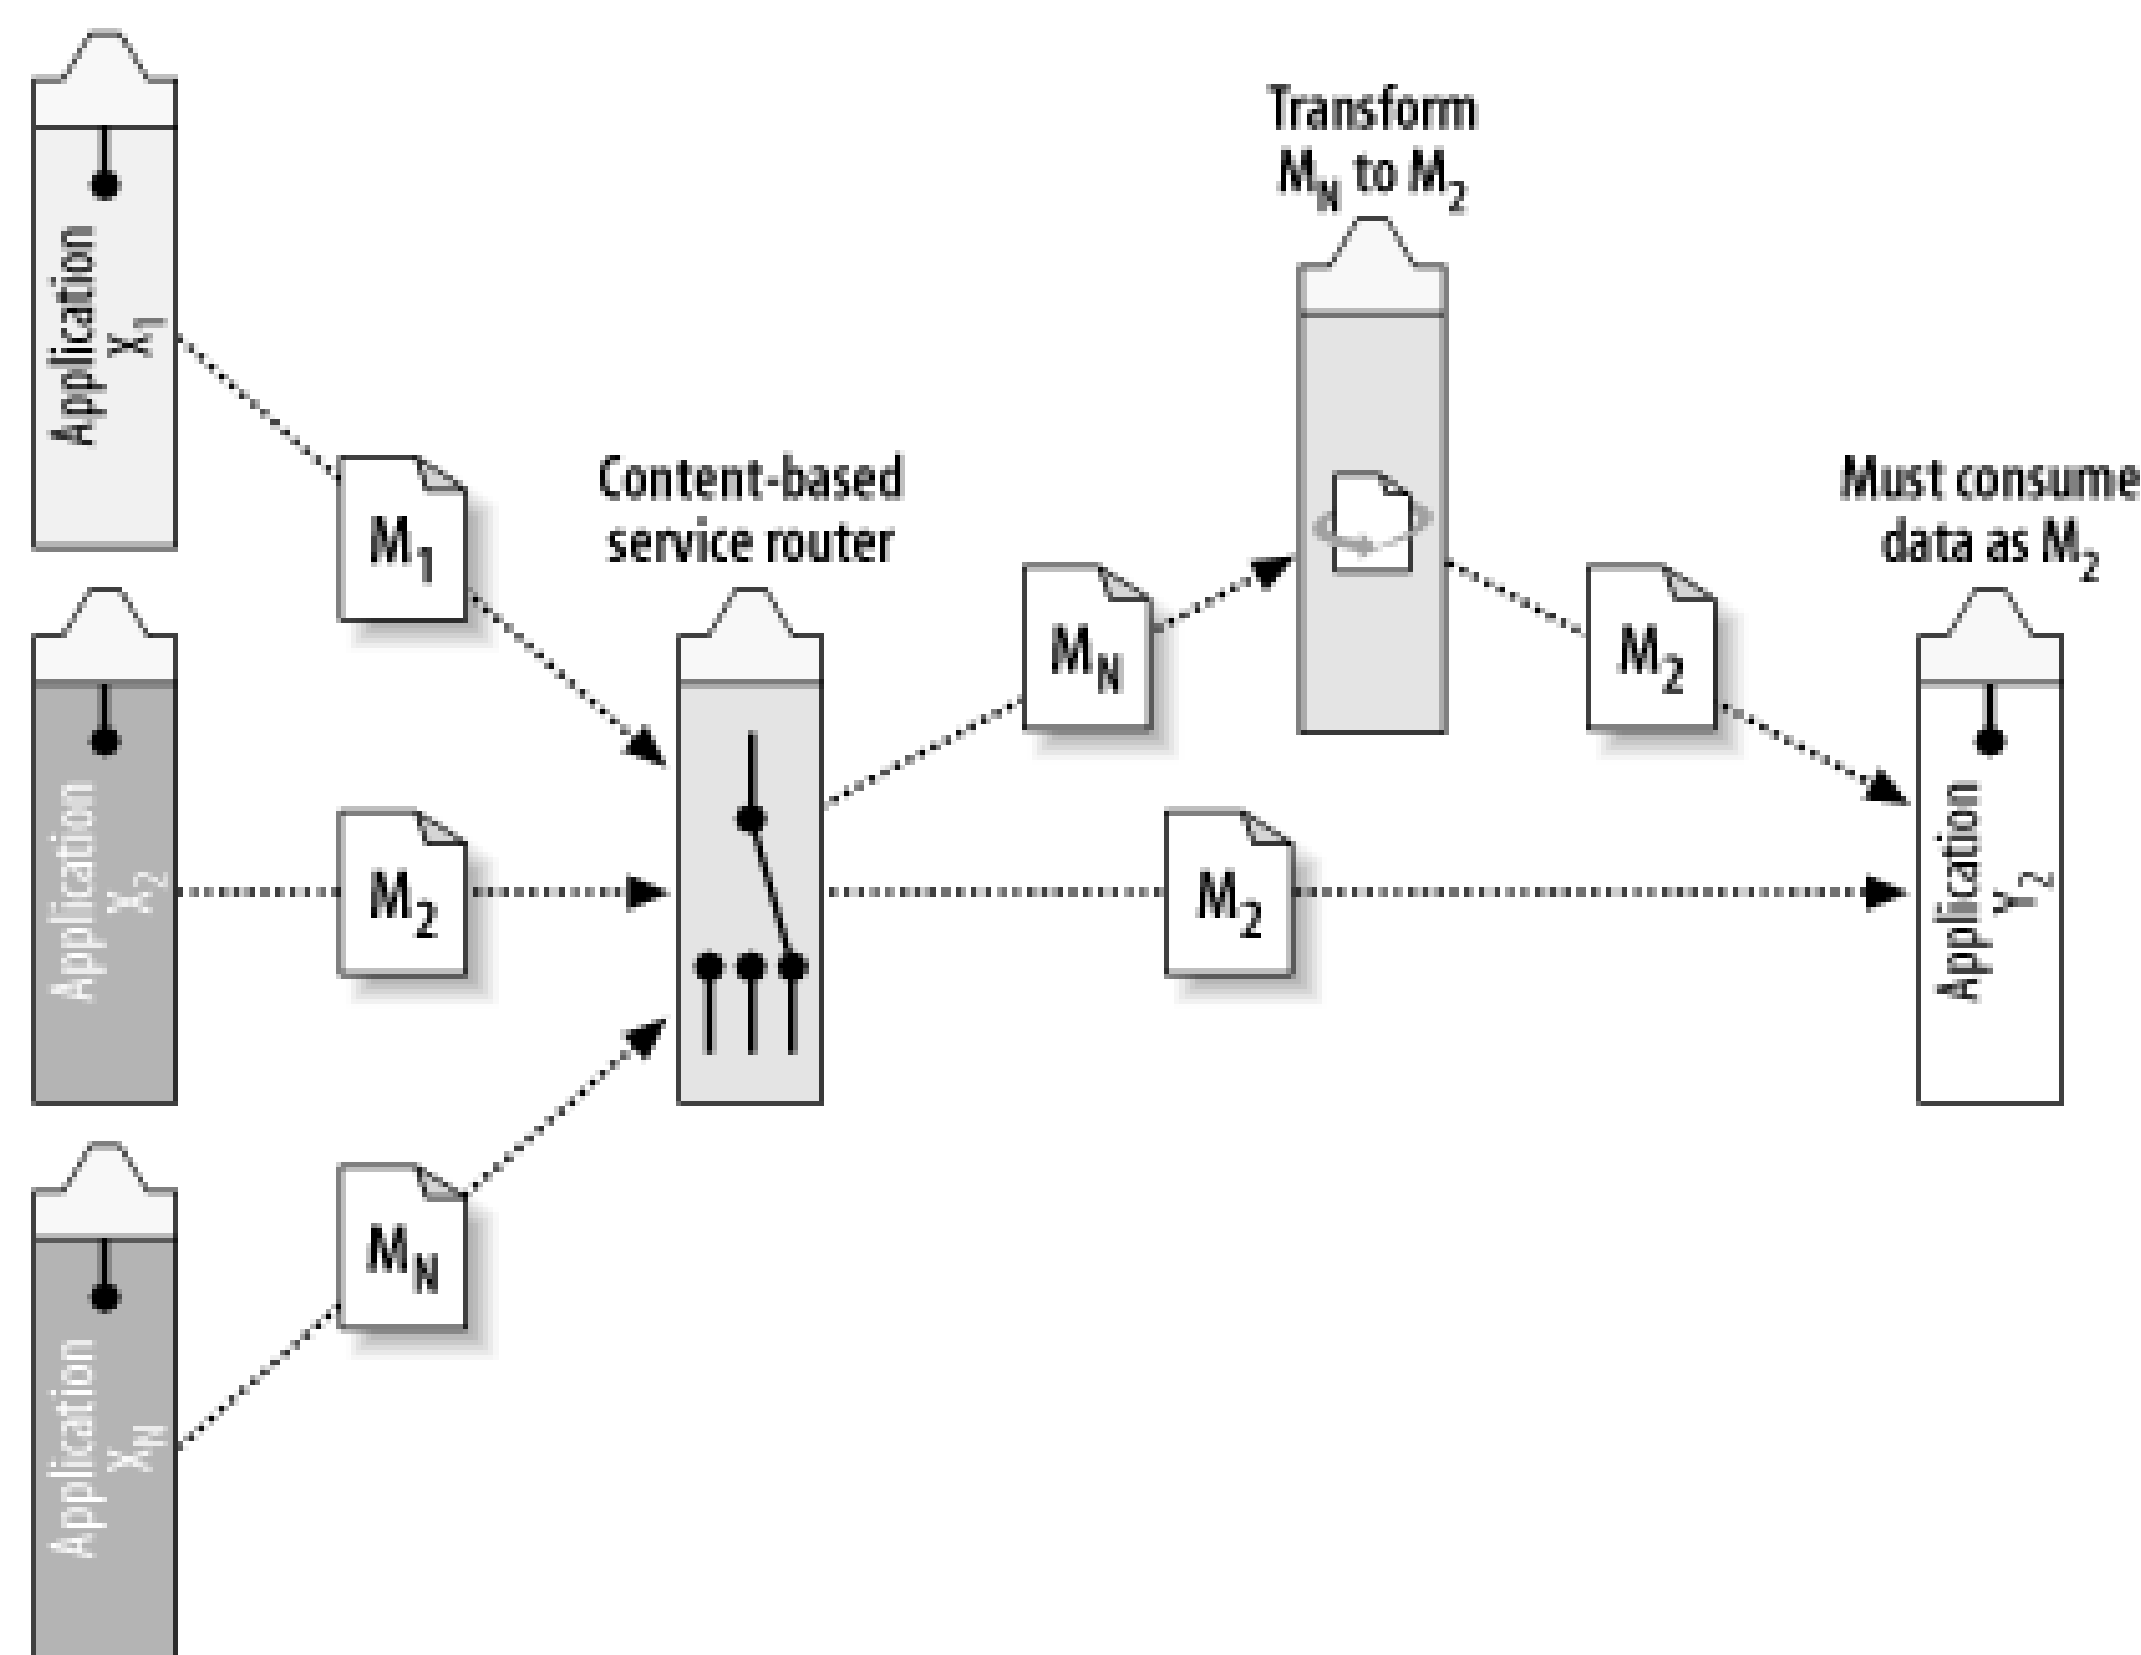 Application
X1
Application
X2
Application
XN
M1
M2
MN
Content-based
service router
MN
M2
Transform
MN to M2
M2
Must consume
data as M2
Application
Y2